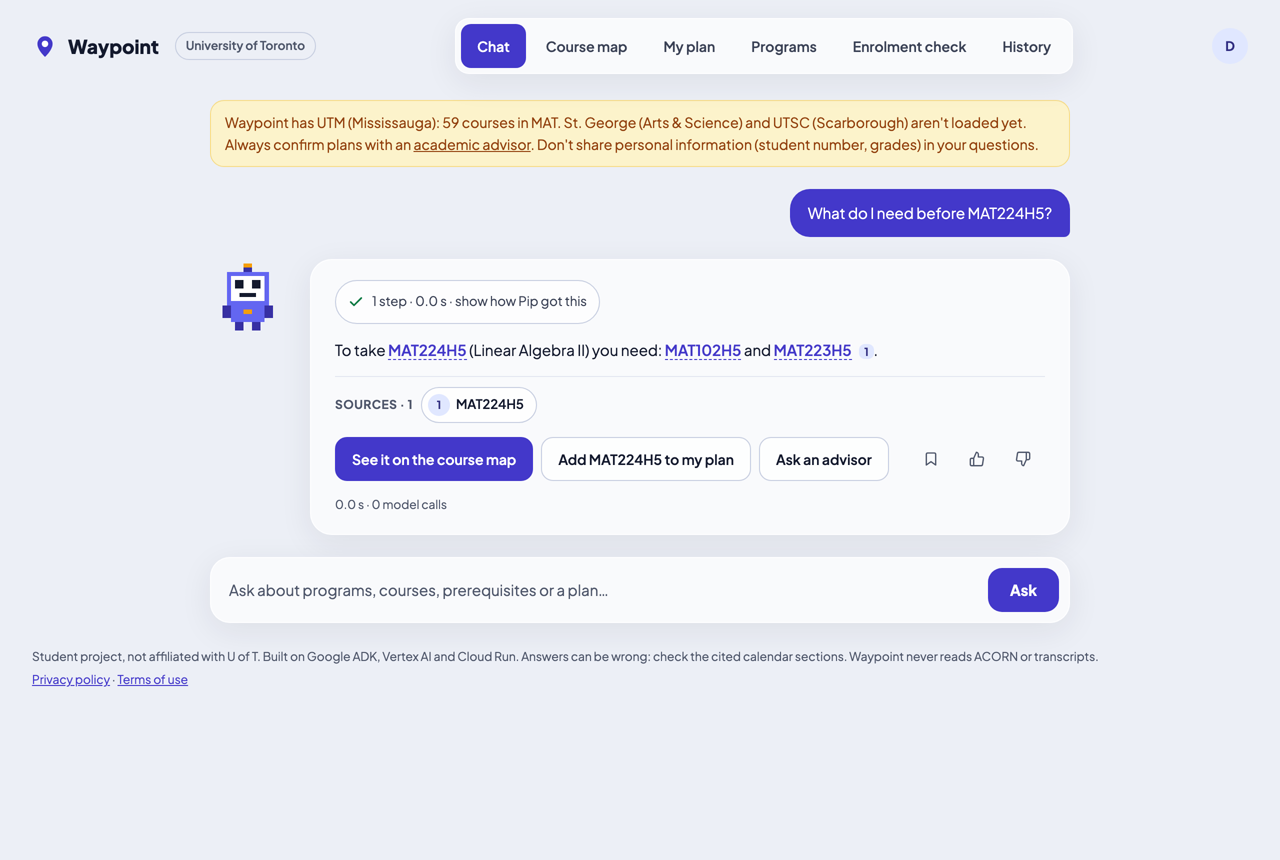 Waypoint
University of Toronto
Chat
Course map
My plan
Programs
Enrolment check
History
D
Waypoint has UTM (Mississauga): 59 courses in MAT. St. George (Arts & Science) and UTSC (Scarborough) aren't loaded yet.
Always confirm plans with an academic advisor. Don't share personal information (student number, grades) in your questions.
What do I need before MAT224H5?
1 step · 0.0 s · show how Pip got this
To take MAT224H5 (Linear Algebra II) you need: MAT102H5 and MAT223H5 1.
SOURCES · 1
1 MAT224H5
See it on the course map
Add MAT224H5 to my plan
Ask an advisor
0.0 s · 0 model calls
Ask about programs, courses, prerequisites or a plan…
Ask
Student project, not affiliated with U of T. Built on Google ADK, Vertex AI and Cloud Run. Answers can be wrong: check the cited calendar sections. Waypoint never reads ACORN or transcripts.
Privacy policy · Terms of use